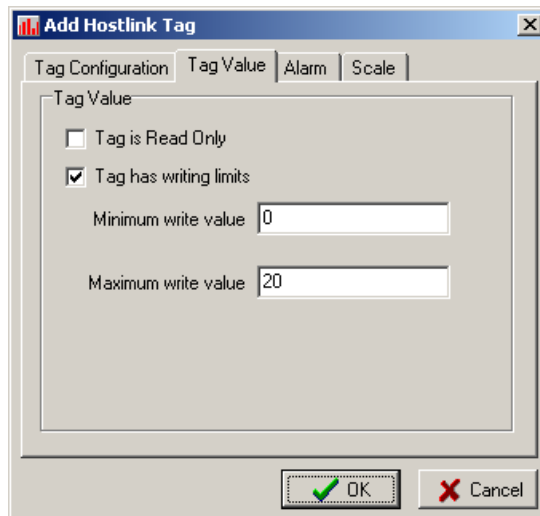 Add Hostlink Tag
Tag Configuration Tag Value Alarm Scale
Tag Value
Tag is Read Only
Tag has writing limits
Minimum write value 0
Maximum write value 20
OK Cancel